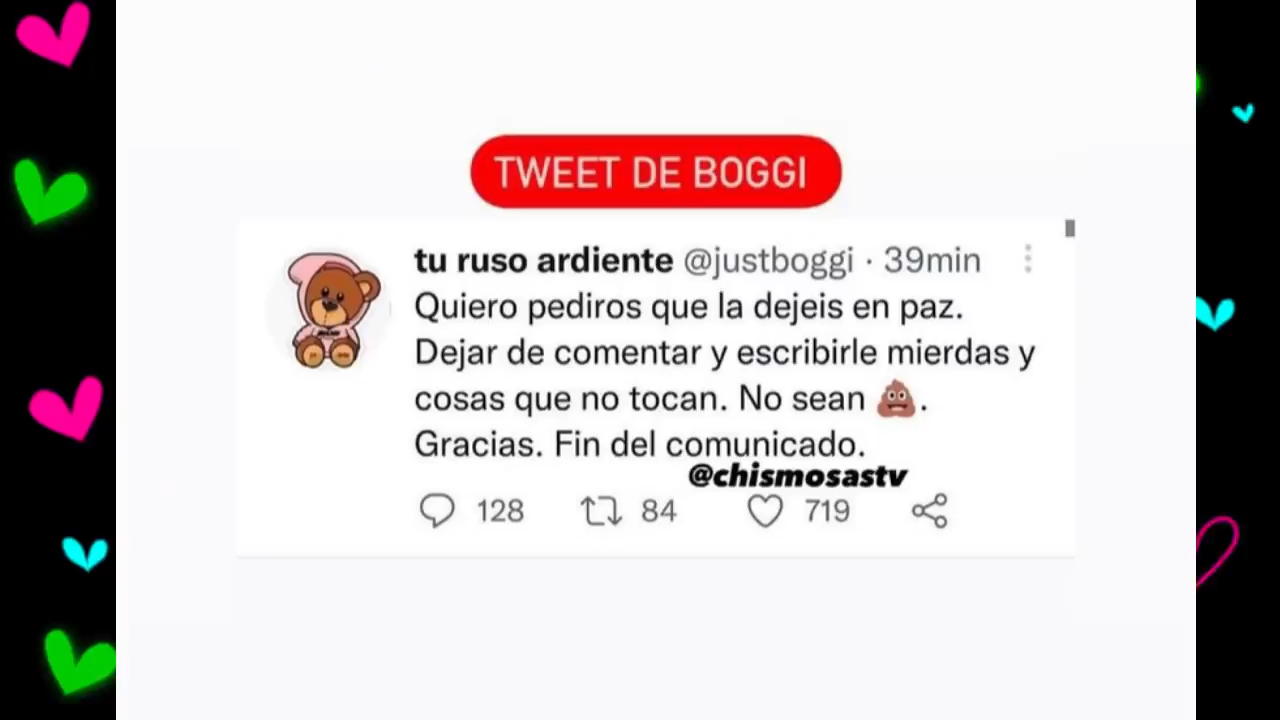 TWEET DE BOGGI
tu ruso ardiente @justboggi · 39min
Quiero pediros que la dejeis en paz.
Dejar de comentar y escribirle mierdas y
cosas que no tocan. No sean 💩.
Gracias. Fin del comunicado.
@chismosastv
128 84 719